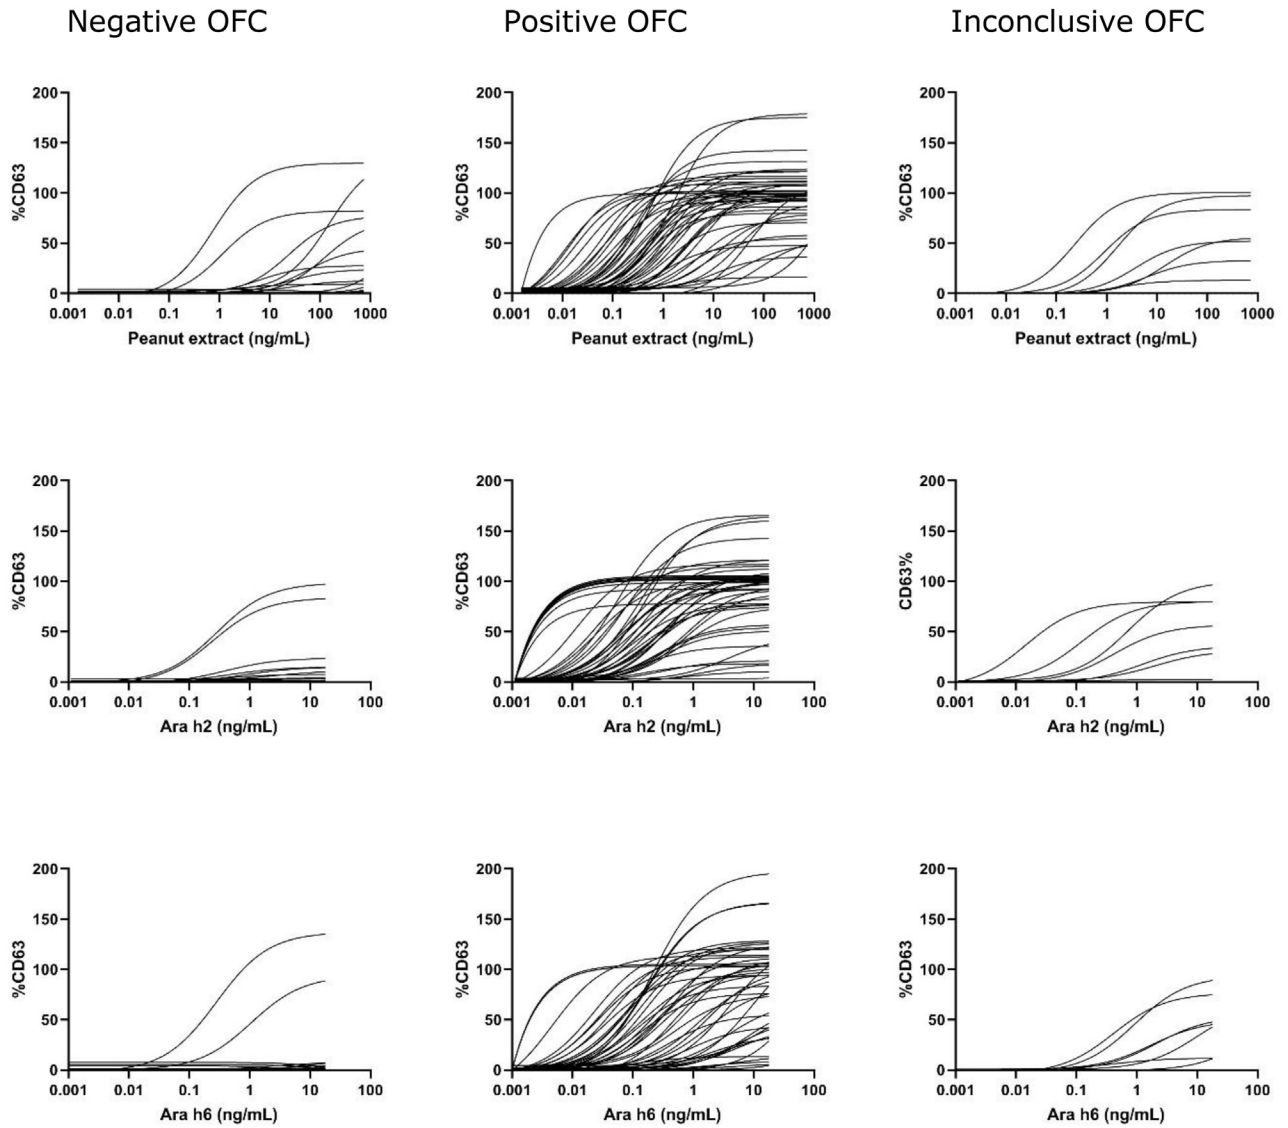 Negative OFC Positive OFC Inconclusive OFC
200 200 200
150 150 150
%CD63 100 %CD63 100 %CD63 100
50 50 50
0 0 0
0.001 0.01 0.1 1 10 100 1000 0.001 0.01 0.1 1 10 100 1000 0.001 0.01 0.1 1 10 100 1000
Peanut extract (ng/mL) Peanut extract (ng/mL) Peanut extract (ng/mL)
200 200 200
150 150 150
%CD63 100 %CD63 100 CD63% 100
50 50 50
0 0 0
0.001 0.01 0.1 1 10 100 0.001 0.01 0.1 1 10 100 0.001 0.01 0.1 1 10 100
Ara h2 (ng/mL) Ara h2 (ng/mL) Ara h2 (ng/mL)
200 200 200
150 150 150
%CD63 100 %CD63 100 %CD63 100
50 50 50
0 0 0
0.001 0.01 0.1 1 10 100 0.001 0.01 0.1 1 10 100 0.001 0.01 0.1 1 10 100
Ara h6 (ng/mL) Ara h6 (ng/mL) Ara h6 (ng/mL)